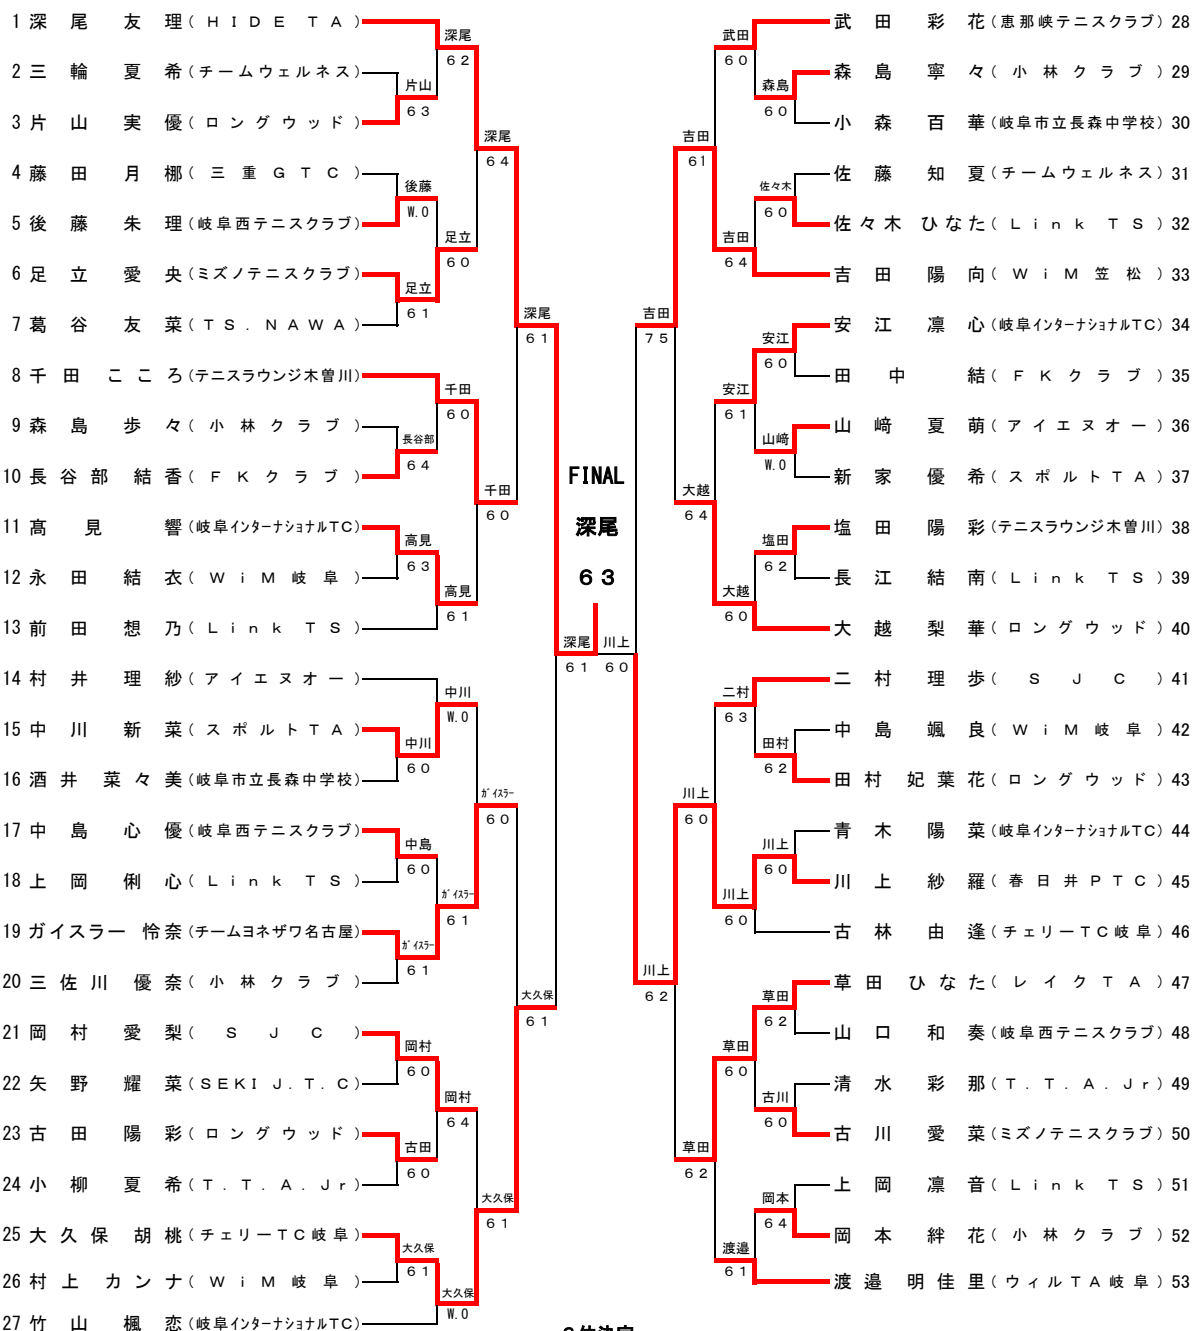 1 深尾 友理 (HIDE TA)
2 三輪 夏希 (チームウェルネス)
3 片山 実優 (ロングウッド)
4 藤田 月梛 (三重GTC)
5 後藤 朱理 (岐阜西テニスクラブ)
6 足立 愛央 (ミズノテニスクラブ)
7 葛谷 友菜 (TS.NAWA)
8 千田 こころ (テニスラウンジ木曽川)
9 森島 歩々 (小林クラブ)
10 長谷部 結香 (FKクラブ)
11 髙見 響 (岐阜インターナショナルTC)
12 永田 結衣 (WiM岐阜)
13 前田 想乃 (Link TS)
14 村井 理紗 (アイエヌオー)
15 中川 新菜 (スポルトTA)
16 酒井 菜々美 (岐阜市立長森中学校)
17 中島 心優 (岐阜西テニスクラブ)
18 上岡 俐心 (Link TS)
19 ガイスラー 怜奈 (チームヨネザワ名古屋)
20 三佐川 優奈 (小林クラブ)
21 岡村 愛梨 (SJC)
22 矢野 耀菜 (SEKI J.T.C)
23 古田 陽彩 (ロングウッド)
24 小柳 夏希 (T.T.A.Jr)
25 大久保 胡桃 (チェリーTC岐阜)
26 村上 カンナ (WiM岐阜)
27 竹山 楓恋 (岐阜インターナショナルTC)
片山
63
後藤
W.0
足立
61
長谷部
64
高見
63
中川
60
中島
60
ガイスラー
61
岡村
60
古田
60
大久保
61
深尾
62
足立
60
千田
60
高見
61
中川
W.0
ガイスラー
61
岡村
64
大久保
W.0
深尾
64
千田
60
ガイスラー
60
大久保
61
深尾
61
大久保
61
深尾
61
FINAL
深尾
63
川上
60
吉田
75
川上
62
吉田
61
大越
64
川上
60
草田
62
武田
60
吉田
64
安江
61
大越
60
二村
63
川上
60
草田
60
渡邉
61
森島
60
佐々木
60
安江
60
山﨑
W.0
塩田
62
田村
62
川上
60
草田
62
古川
60
岡本
64
武田 彩花 (恵那峡テニスクラブ) 28
森島 寧々 (小林クラブ) 29
小森 百華 (岐阜市立長森中学校) 30
佐藤 知夏 (チームウェルネス) 31
佐々木 ひなた (Link TS) 32
吉田 陽向 (WiM笠松) 33
安江 凛心 (岐阜インターナショナルTC) 34
田中 結 (FKクラブ) 35
山﨑 夏萌 (アイエヌオー) 36
新家 優希 (スポルトTA) 37
塩田 陽彩 (テニスラウンジ木曽川) 38
長江 結南 (Link TS) 39
大越 梨華 (ロングウッド) 40
二村 理歩 (SJC) 41
中島 颯良 (WiM岐阜) 42
田村 妃葉花 (ロングウッド) 43
青木 陽菜 (岐阜インターナショナルTC) 44
川上 紗羅 (春日井PTC) 45
古林 由逢 (チェリーTC岐阜) 46
草田 ひなた (レイクTA) 47
山口 和奏 (岐阜西テニスクラブ) 48
清水 彩那 (T.T.A.Jr) 49
古川 愛菜 (ミズノテニスクラブ) 50
上岡 凛音 (Link TS) 51
岡本 絆花 (小林クラブ) 52
渡邉 明佳里 (ウィルTA岐阜) 53